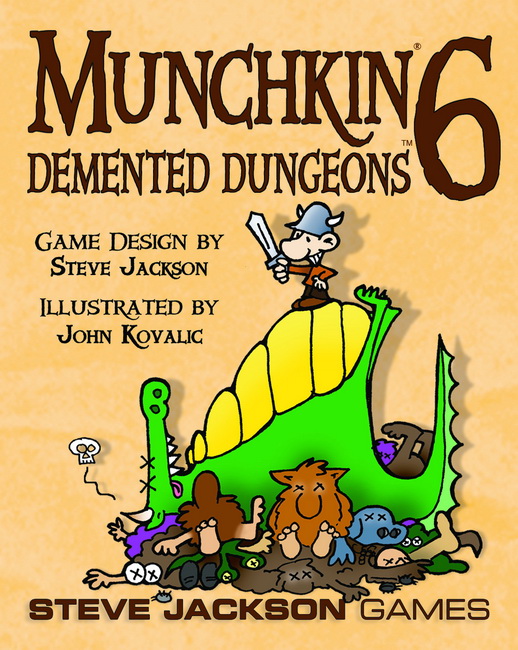 MUNCHKIN® 6
DEMENTED DUNGEONS™
GAME DESIGN BY
STEVE JACKSON
ILLUSTRATED BY
JOHN KOVALIC
STEVE JACKSON GAMES